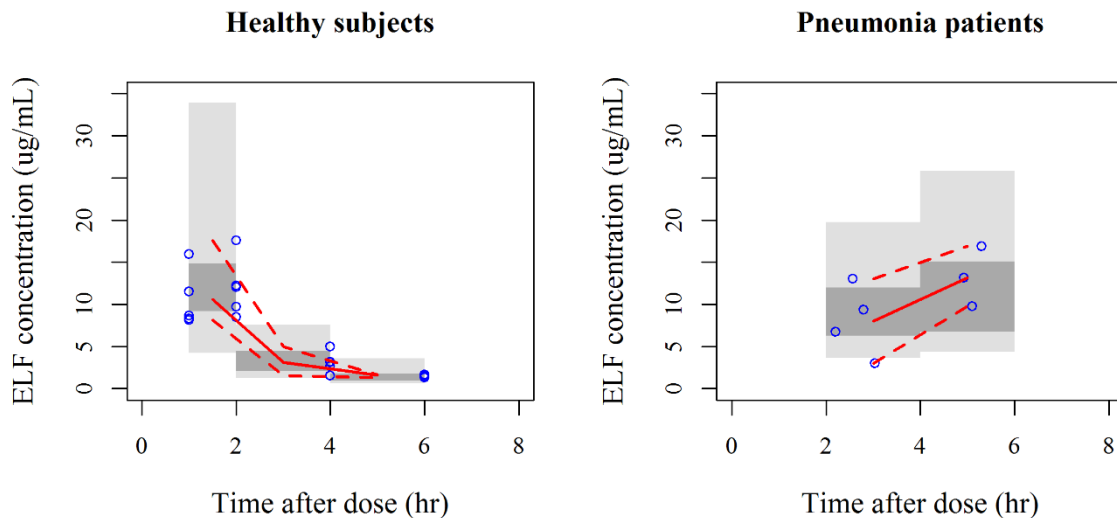 Healthy subjects
ELF concentration (ug/mL)
30
20
10
5
0
0 2 4 6 8
Time after dose (hr)
Pneumonia patients
ELF concentration (ug/mL)
30
20
10
5
0
0 2 4 6 8
Time after dose (hr)